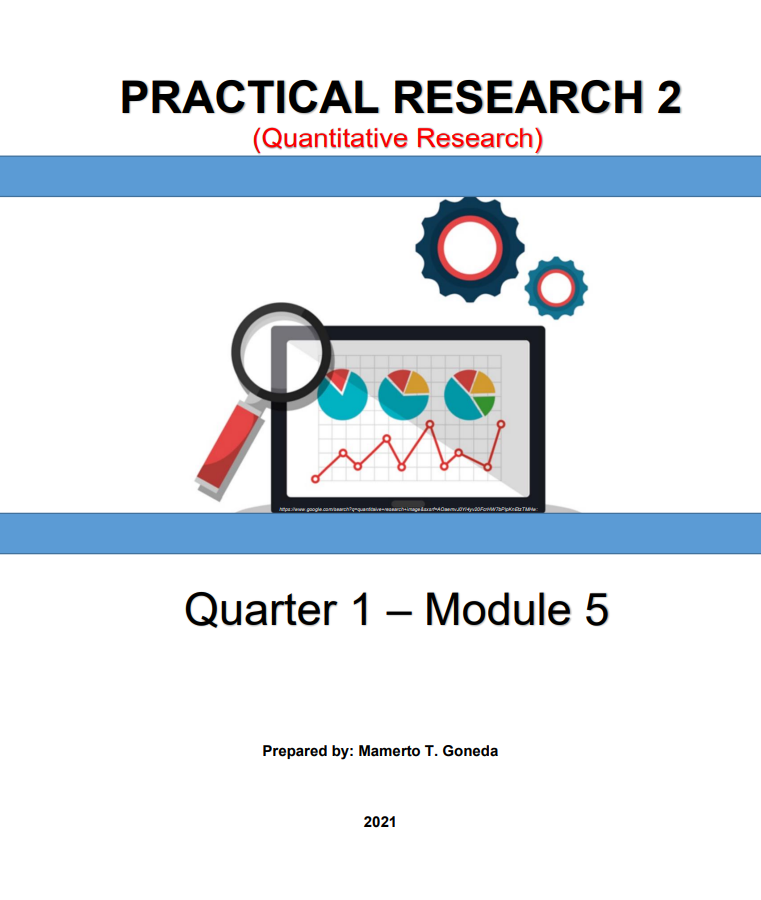 PRACTICAL RESEARCH 2
(Quantitative Research)
Quarter 1 – Module 5
Prepared by: Mamerto T. Goneda
2021